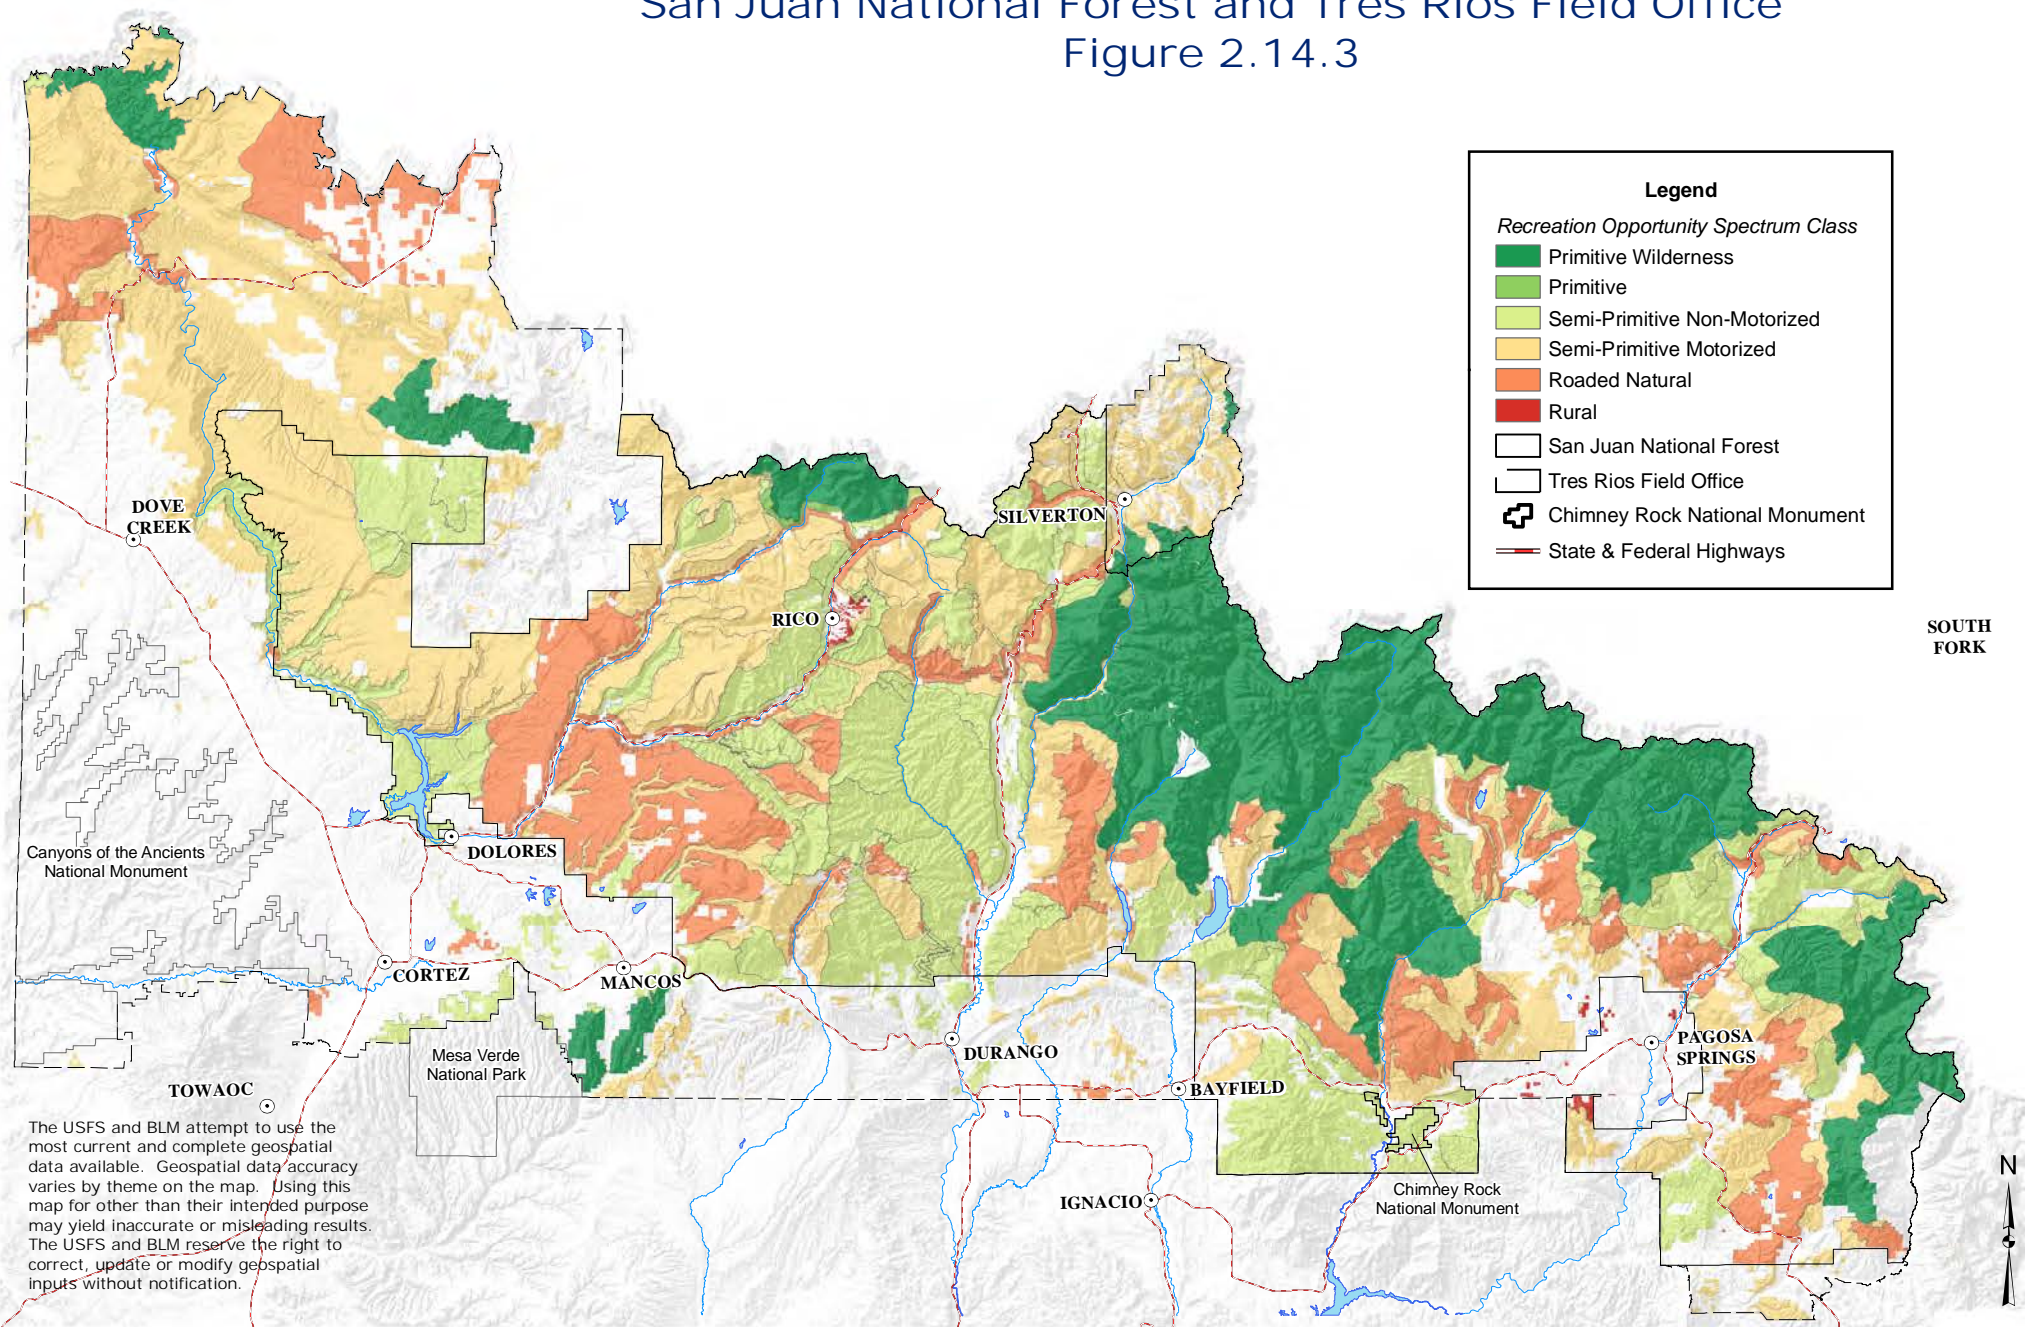 San Juan National Forest and Tres Rios Field Office
Figure 2.14.3
Legend
Recreation Opportunity Spectrum Class
Primitive Wilderness
Primitive
Semi-Primitive Non-Motorized
Semi-Primitive Motorized
Roaded Natural
Rural
San Juan National Forest
Tres Rios Field Office
Chimney Rock National Monument
State & Federal Highways
DOVE
CREEK
SILVERTON
RICO
SOUTH
FORK
DOLORES
Canyons of the Ancients
National Monument
CORTEZ
MANCOS
Mesa Verde
National Park
DURANGO
PAGOSA
SPRINGS
TOWAOC
BAYFIELD
IGNACIO
Chimney Rock
National Monument
The USFS and BLM attempt to use the
most current and complete geospatial
data available.  Geospatial data accuracy
varies by theme on the map.  Using this
map for other than their intended purpose
may yield inaccurate or misleading results.
The USFS and BLM reserve the right to
correct, update or modify geospatial
inputs without notification.
N